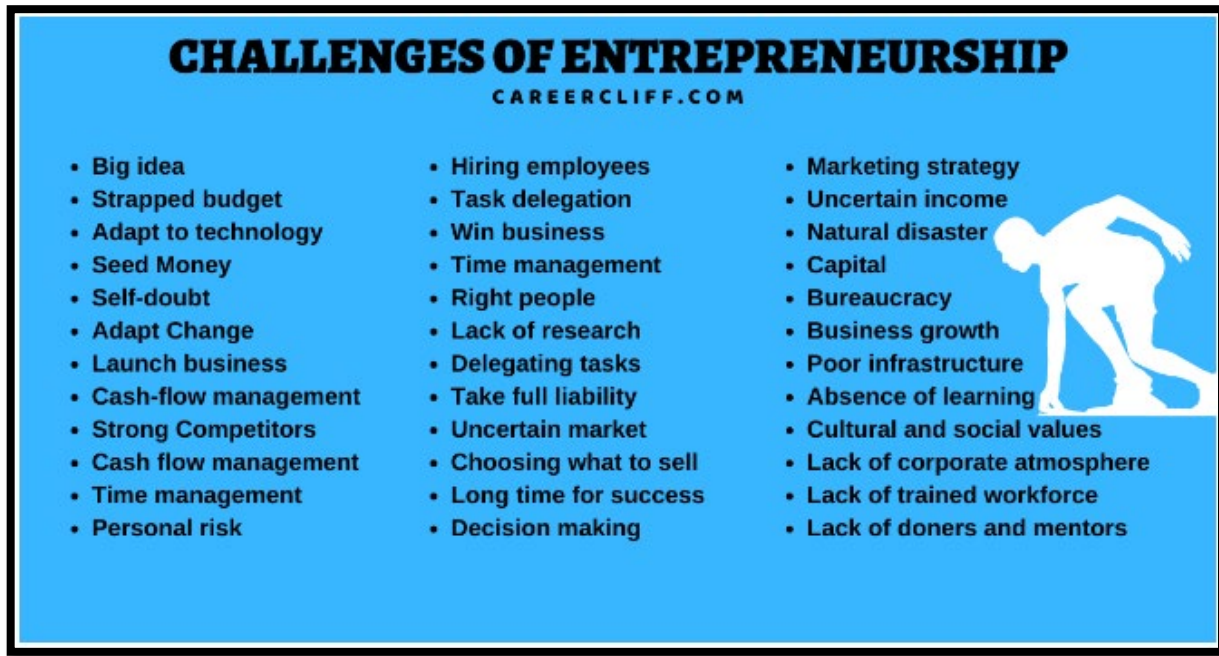 CHALLENGES OF ENTREPRENEURSHIP
CAREERCLIFF.COM
• Big idea
• Strapped budget
• Adapt to technology
• Seed Money
• Self-doubt
• Adapt Change
• Launch business
• Cash-flow management
• Strong Competitors
• Cash flow management
• Time management
• Personal risk
• Hiring employees
• Task delegation
• Win business
• Time management
• Right people
• Lack of research
• Delegating tasks
• Take full liability
• Uncertain market
• Choosing what to sell
• Long time for success
• Decision making
• Marketing strategy
• Uncertain income
• Natural disaster
• Capital
• Bureaucracy
• Business growth
• Poor infrastructure
• Absence of learning
• Cultural and social values
• Lack of corporate atmosphere
• Lack of trained workforce
• Lack of doners and mentors